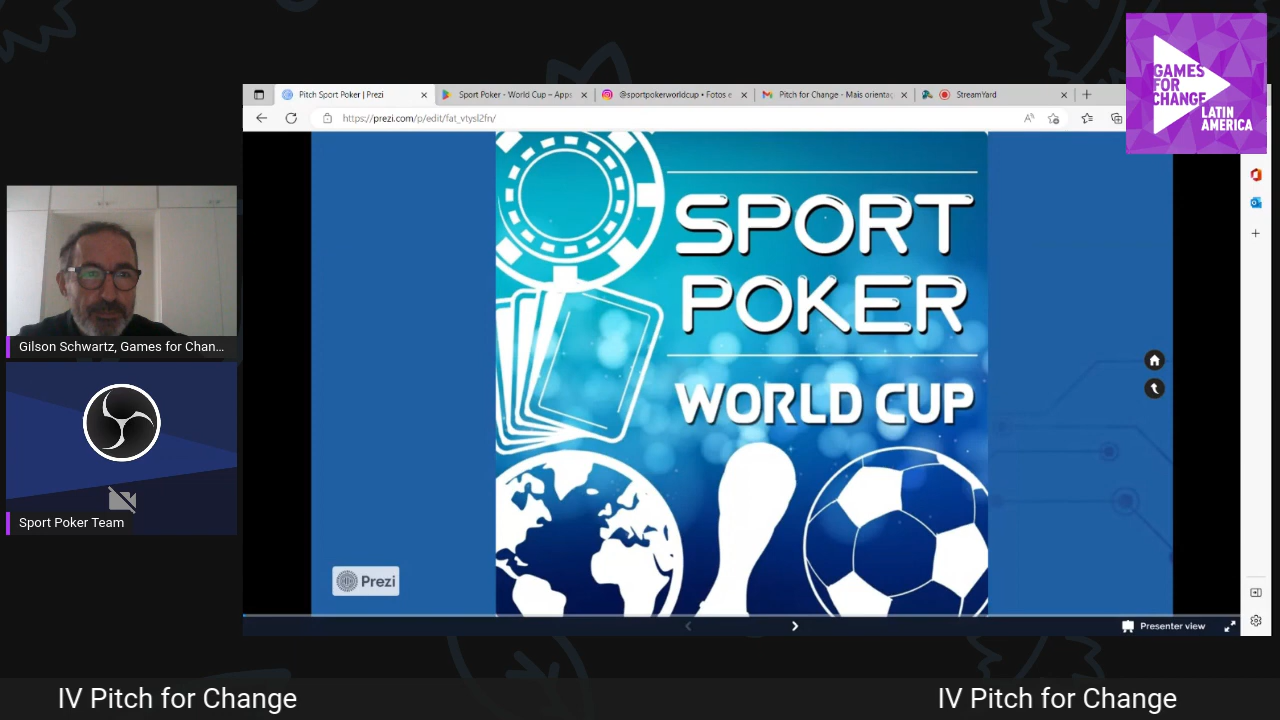 GAMES
FOR
CHANGE
LATIN
AMERICA
Pitch Sport Poker | Prezi
Sport Poker - World Cup – Apps
@sportpokerworldcup • Fotos e
Pitch for Change - Mais orientaç
StreamYard
https://prezi.com/p/edit/fat_vtysl2fn/
SPORT
POKER
WORLD CUP
Prezi
Presenter view
Gilson Schwartz, Games for Chan...
Sport Poker Team
IV Pitch for Change
IV Pitch for Change